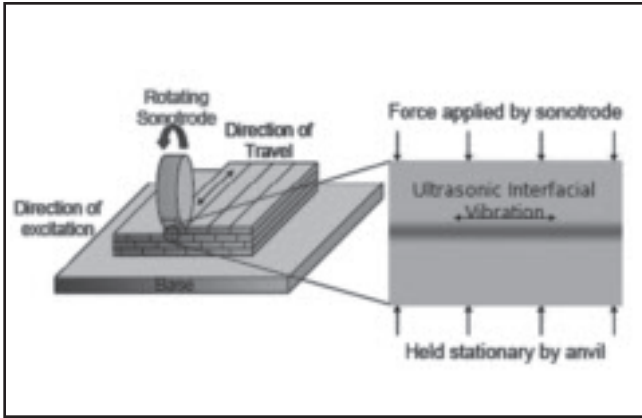 Rotating
Sonotrode
Direction of
Travel
Direction of
excitation
Base
Force applied by sonotrode
Ultrasonic Interfacial
Vibration
Held stationary by anvil